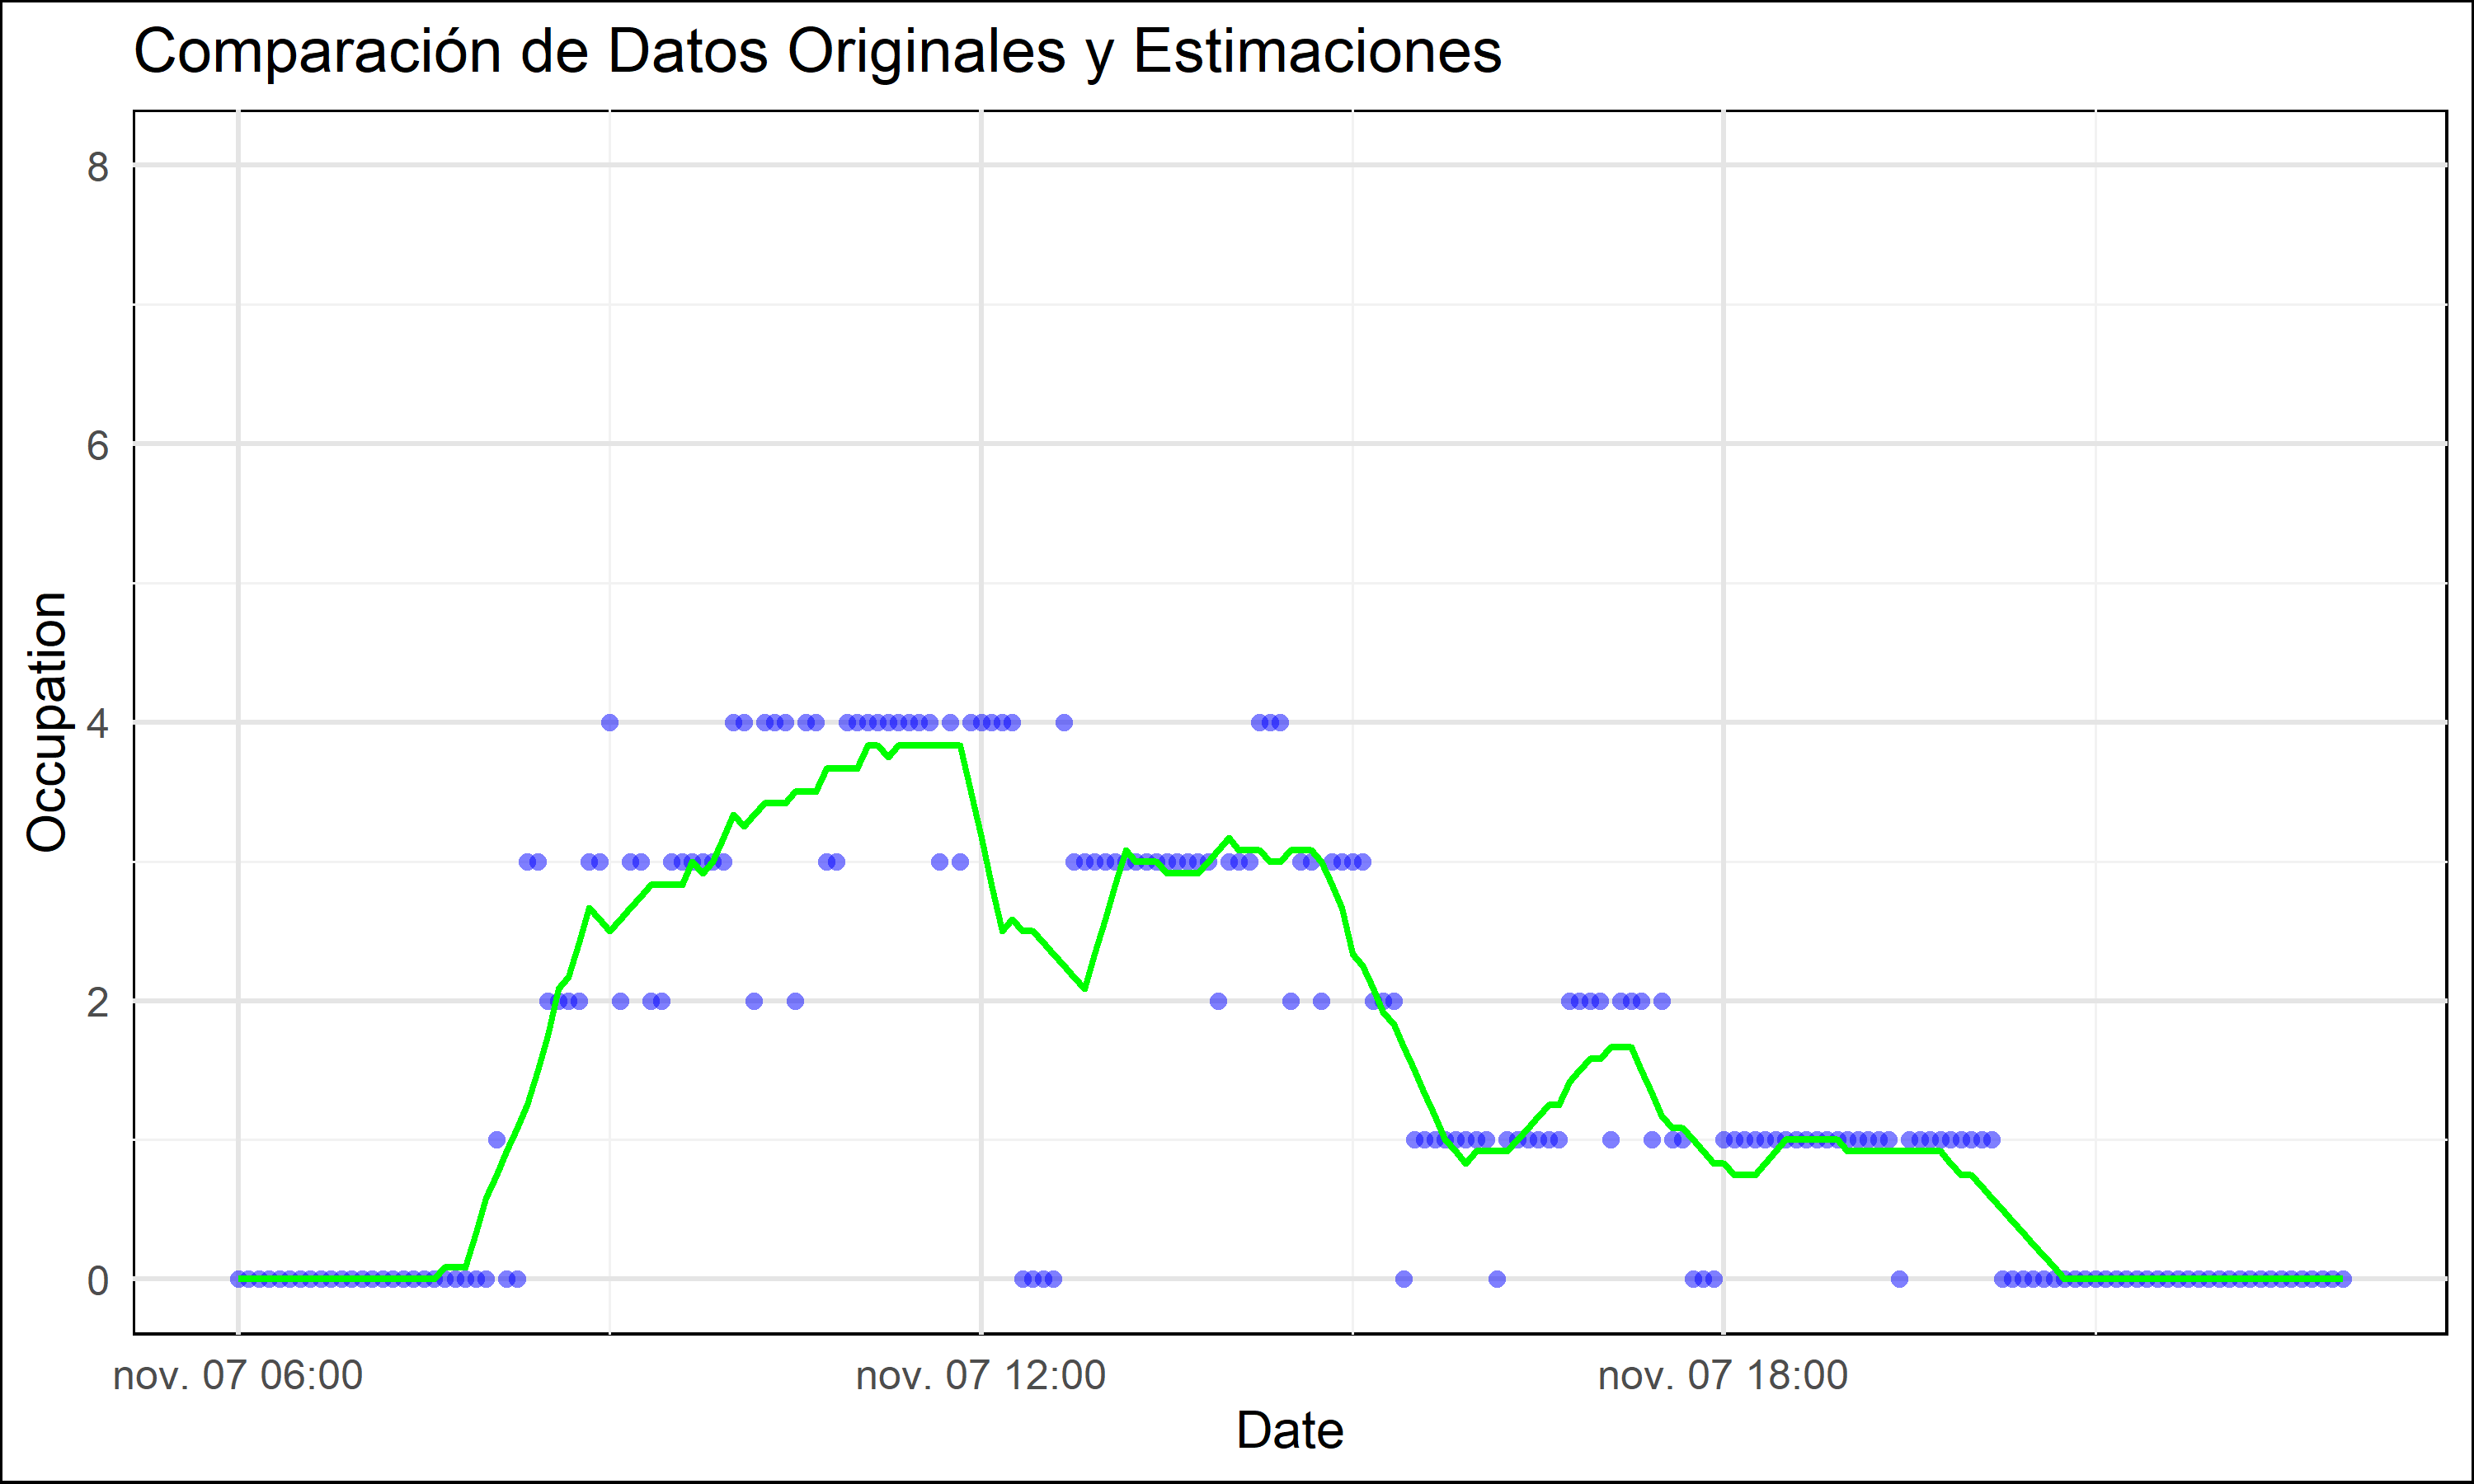 Comparación de Datos Originales y Estimaciones
8
6
4
2
0
Occupation
nov. 07 06:00
nov. 07 12:00
nov. 07 18:00
Date